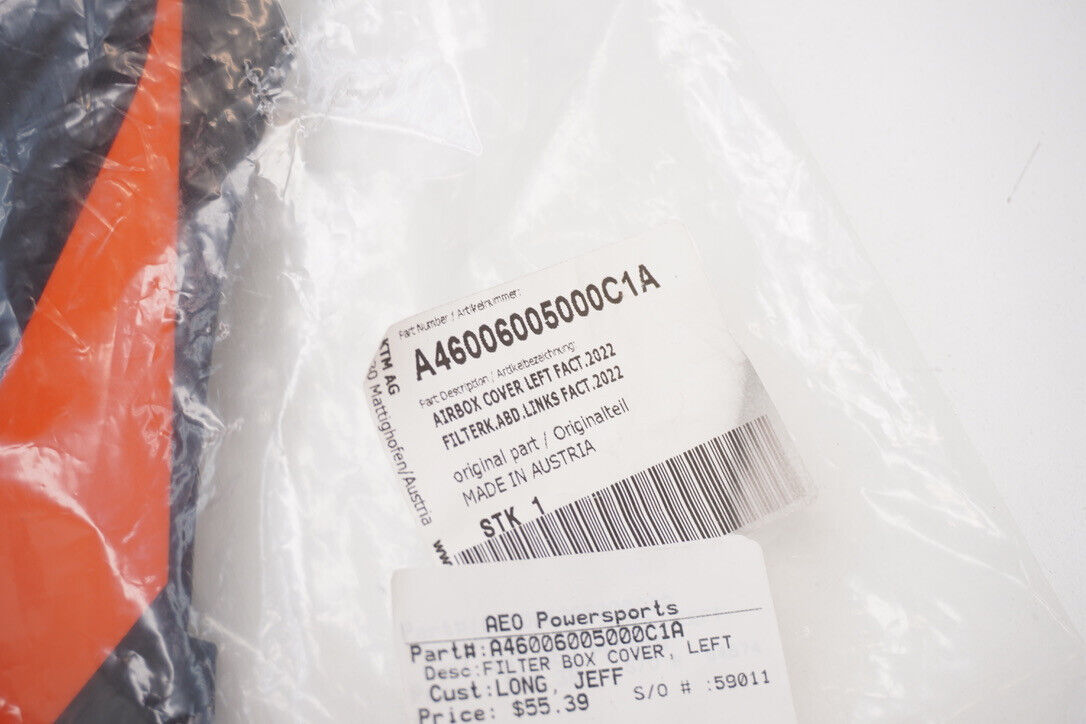 Part Number / Artikelnummer:
A46006005000C1A
Part Description / Artikelbezeichnung:
AIRBOX COVER LEFT FACT.2022
FILTERK.ABD.LINKS FACT.2022
original part / Originalteil
MADE IN AUSTRIA
STK 1
KTM AG
Mattighofen/Austria
AEO Powersports
Part#:A46006005000C1A
Desc:FILTER BOX COVER, LEFT
Cust:LONG, JEFF
S/O # :59011
Price: $55.39